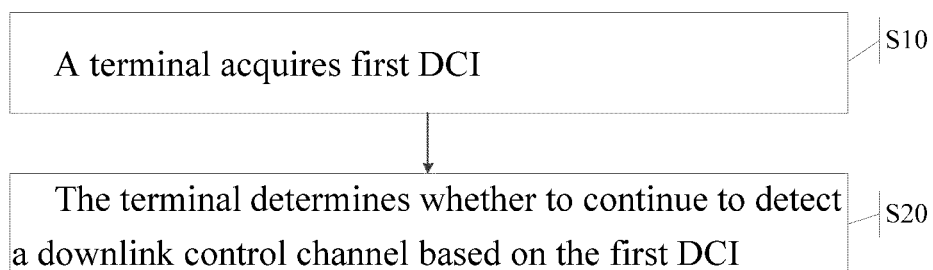 A terminal acquires first DCI
S10
The terminal determines whether to continue to detect
a downlink control channel based on the first DCI
S20